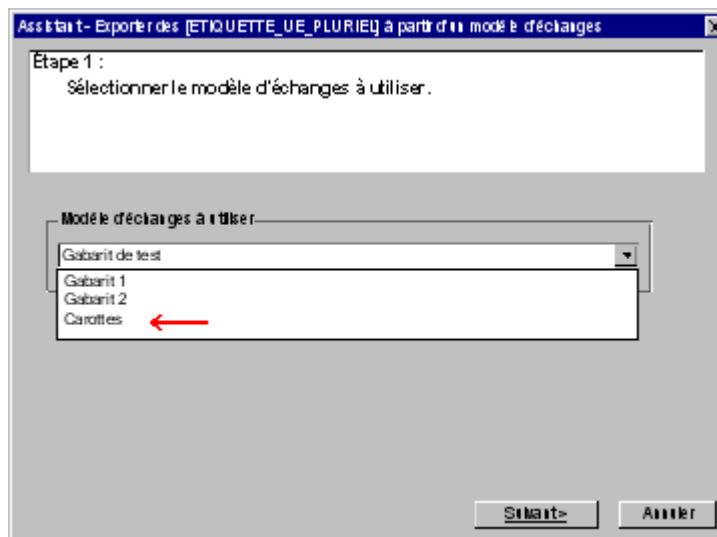 Assistant - Exporter des [ETIQUETTE_UE_PLURIEL] à partir d'un modèle d'échanges
Étape 1 :
Sélectionner le modèle d'échanges à utiliser.
Modèle d'échanges à utiliser
Gabarit de test
Gabarit 1
Gabarit 2
Carottes
Suivant>
Annuler